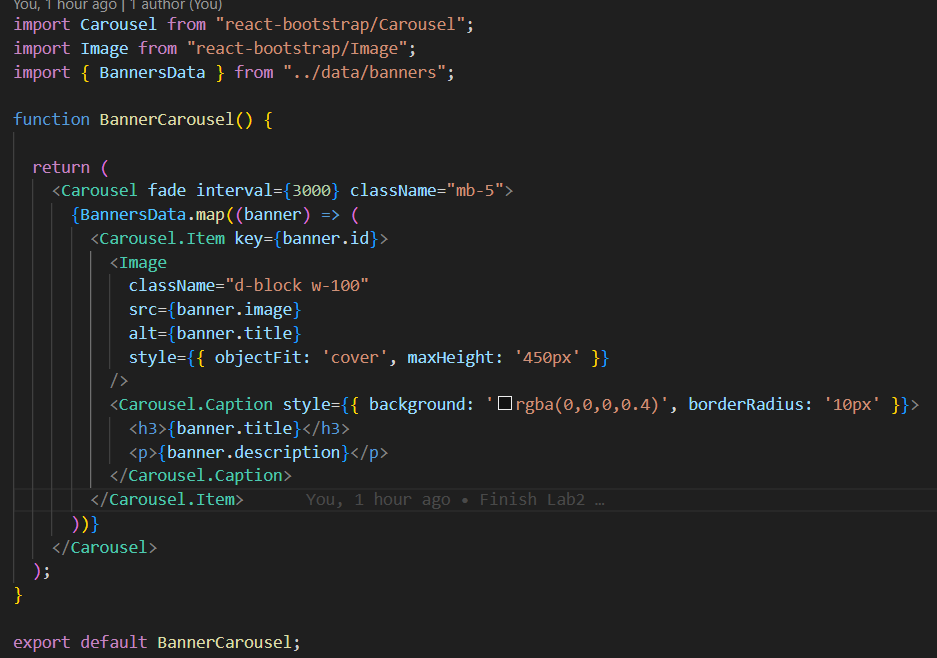 You, 1 hour ago | 1 author (You)
import Carousel from "react-bootstrap/Carousel";
import Image from "react-bootstrap/Image";
import { BannersData } from "../data/banners";
function BannerCarousel() {
return (
<Carousel fade interval={3000} className="mb-5">
{BannersData.map((banner) => (
<Carousel.Item key={banner.id}>
<Image
className="d-block w-100"
src={banner.image}
alt={banner.title}
style={{ objectFit: 'cover', maxHeight: '450px' }}
/>
<Carousel.Caption style={{ background: 'rgba(0,0,0,0.4)', borderRadius: '10px' }}>
<h3>{banner.title}</h3>
<p>{banner.description}</p>
</Carousel.Caption>
</Carousel.Item> You, 1 hour ago • Finish Lab2 …
))}
</Carousel>
);
}
export default BannerCarousel;